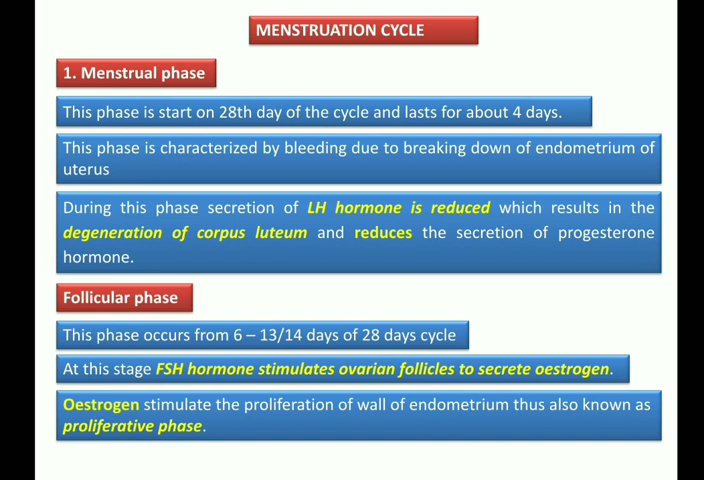 MENSTRUATION CYCLE
1. Menstrual phase
This phase is start on 28th day of the cycle and lasts for about 4 days.
This phase is characterized by bleeding due to breaking down of endometrium of
uterus
During this phase secretion of LH hormone is reduced which results in the
degeneration of corpus luteum and reduces the secretion of progesterone
hormone.
Follicular phase
This phase occurs from 6 – 13/14 days of 28 days cycle
At this stage FSH hormone stimulates ovarian follicles to secrete oestrogen.
Oestrogen stimulate the proliferation of wall of endometrium thus also known as
proliferative phase.